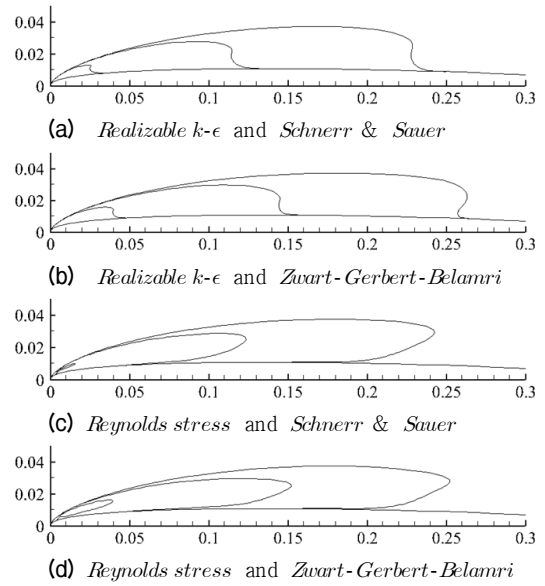 0.04
0.02
0
0 0.05 0.1 0.15 0.2 0.25 0.3
(a) Realizable k-ϵ and Schnerr & Sauer
0.04
0.02
0
0 0.05 0.1 0.15 0.2 0.25 0.3
(b) Realizable k-ϵ and Zwart-Gerbert-Belamri
0.04
0.02
0
0 0.05 0.1 0.15 0.2 0.25 0.3
(c) Reynolds stress and Schnerr & Sauer
0.04
0.02
0
0 0.05 0.1 0.15 0.2 0.25 0.3
(d) Reynolds stress and Zwart-Gerbert-Belamri